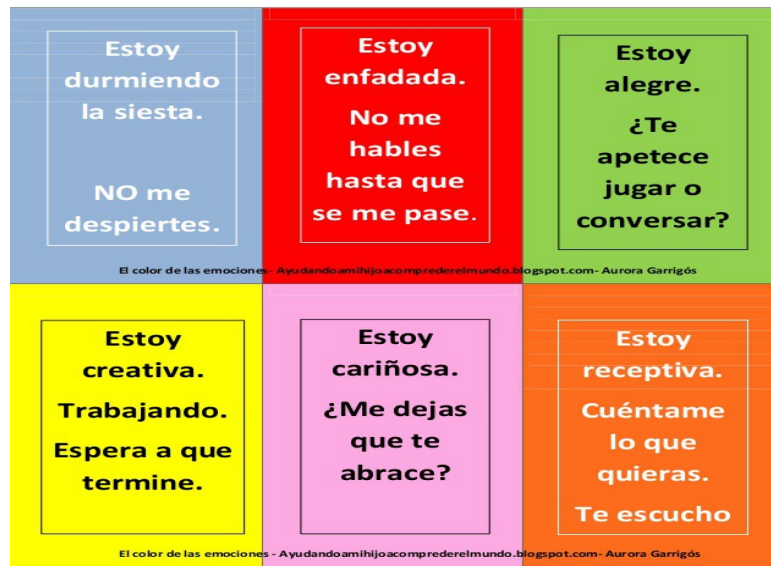 Estoy
durmiendo
la siesta.
NO me
despiertes.
Estoy
enfadada.
No me
hables
hasta que
se me pase.
Estoy
alegre.
¿Te
apetece
jugar o
conversar?
El color de las emociones- Ayudandoamihijoacomprederelmundo.blogspot.com- Aurora Garrigós
Estoy
creativa.
Trabajando.
Espera a que
termine.
Estoy
cariñosa.
¿Me dejas
que te
abrace?
Estoy
receptiva.
Cuéntame
lo que
quieras.
Te escucho
El color de las emociones - Ayudandoamihijoacomprederelmundo.blogspot.com- Aurora Garrigós